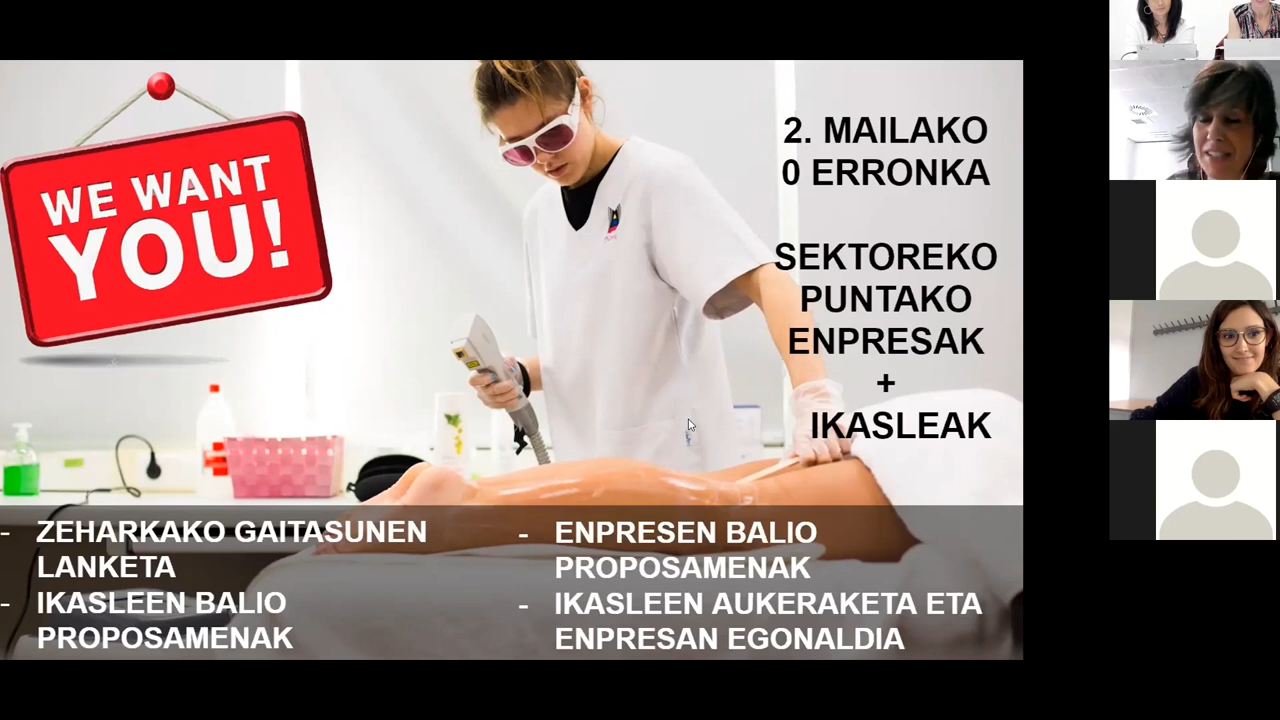 WE WANT
YOU!
2. MAILAKO
0 ERRONKA
SEKTOREKO
PUNTAKO
ENPRESAK
+
IKASLEAK
- ZEHARKAKO GAITASUNEN
LANKETA
- IKASLEEN BALIO
PROPOSAMENAK
- ENPRESEN BALIO
PROPOSAMENAK
- IKASLEEN AUKERAKETA ETA
ENPRESAN EGONALDIA